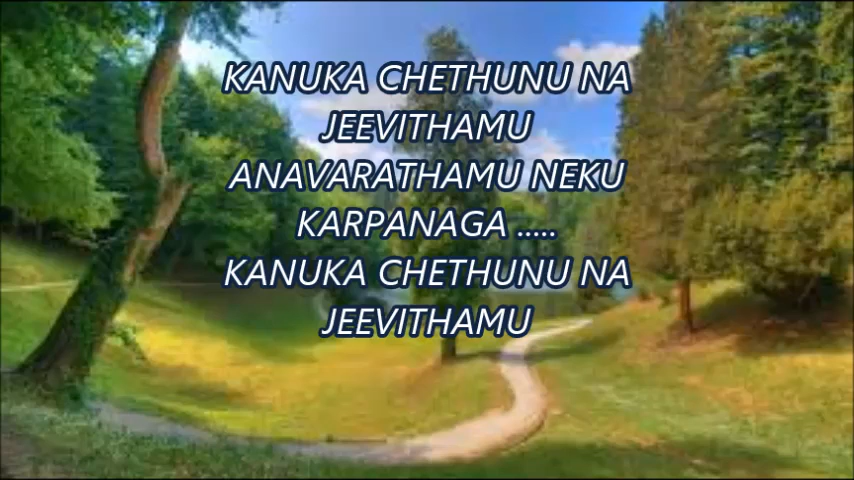 KANUKA CHETHUNU NA
JEEVITHAMU
ANAVARATHAMU NEKU
KARPANAGA .....
KANUKA CHETHUNU NA
JEEVITHAMU